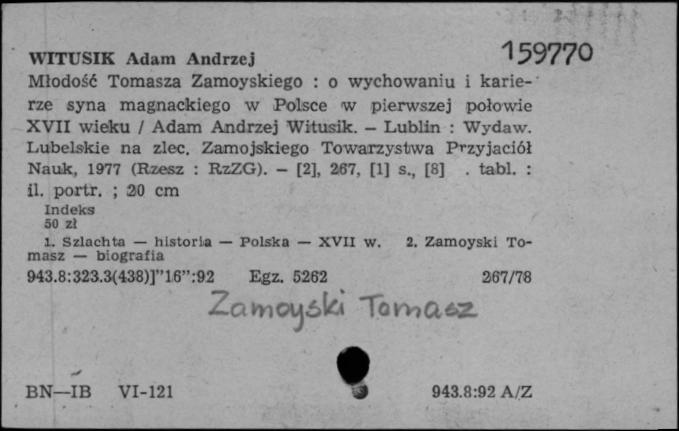 WITUSIK Adam Andrzej 159770
Młodość Tomasza Zamoyskiego : o wychowaniu i karie-
rze syna magnackiego w Polsce w pierwszej połowie
XVII wieku / Adam Andrzej Witusik. – Lublin : Wydaw.
Lubelskie na zlec. Zamojskiego Towarzystwa Przyjaciół
Nauk, 1977 (Rzesz : RzZG). – [2], 267, [1] s., [8] . tabl. :
il. portr. ; 20 cm
Indeks
50 zł
1. Szlachta — historia — Polska — XVII w. 2. Zamoyski To-
masz — biografia
943.8:323.3(438)]"16":92 Egz. 5262 267/78
Zamoyski Tomasz
BN—IB VI-121 943.8:92 A/Z